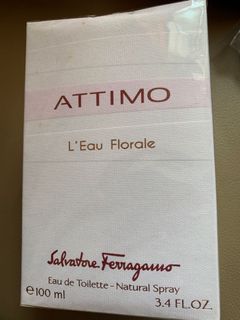 ATTIMO
L'Eau Florale
Salvatore Ferragamo
Eau de Toilette - Natural Spray
℮100 ml 3.4 FL.OZ.